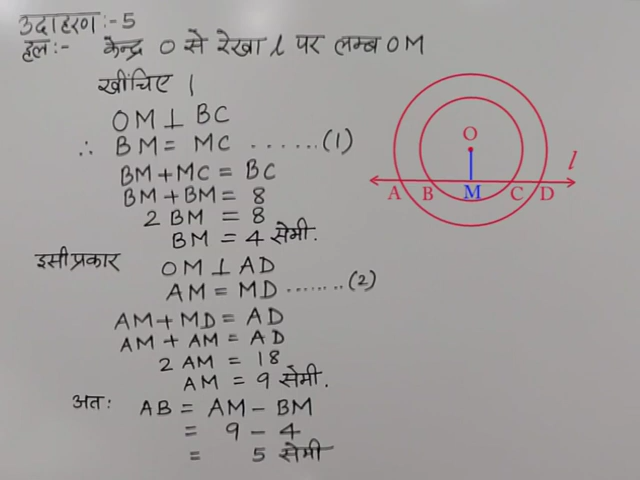 उदाहरण:-5
हल:- केन्द्र O से रेखा l पर लम्ब OM
खींचिए।
OM ⊥ BC
∴ BM = MC ......(1)
BM+MC = BC
BM+BM = 8
2 BM = 8
BM = 4 सेमी.
इसी प्रकार OM ⊥ AD
AM = MD ........(2)
AM + MD = AD
AM + AM = AD
2 AM = 18
AM = 9 सेमी.
अतः AB = AM - BM
= 9 - 4
= 5 सेमी
O
l
A B M C D